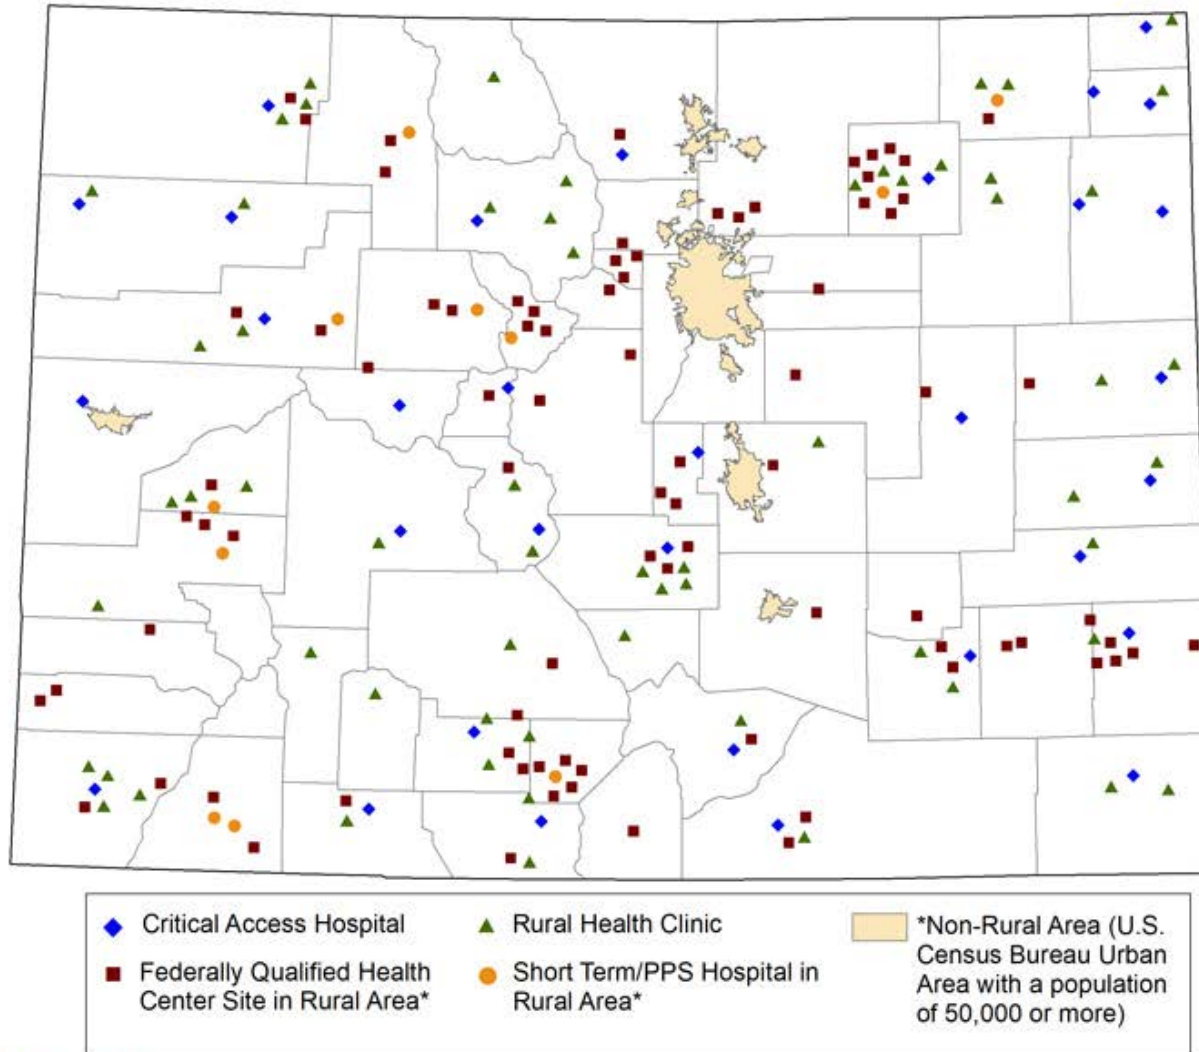 Critical Access Hospital
Federally Qualified Health
Center Site in Rural Area*
Rural Health Clinic
Short Term/PPS Hospital in
Rural Area*
*Non-Rural Area (U.S.
Census Bureau Urban
Area with a population
of 50,000 or more)